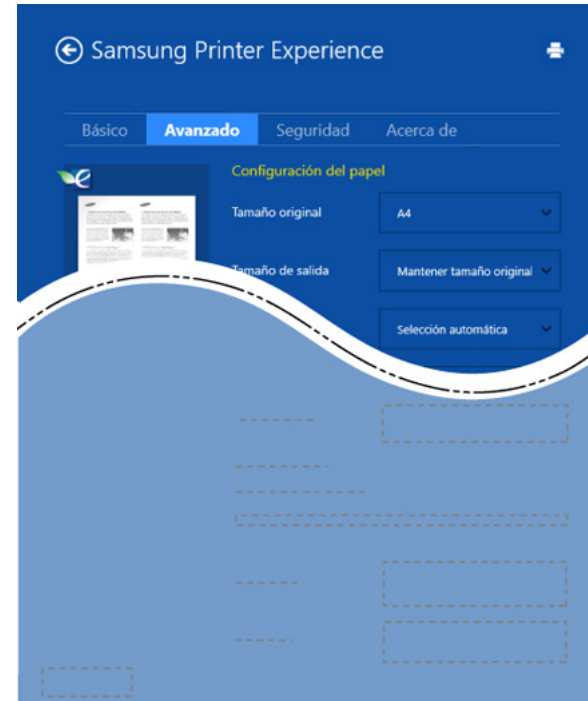 Samsung Printer Experience
Básico Avanzado Seguridad Acerca de
Configuración del papel
Tamaño original A4
Tamaño de salida Mantener tamaño original
Selección automática